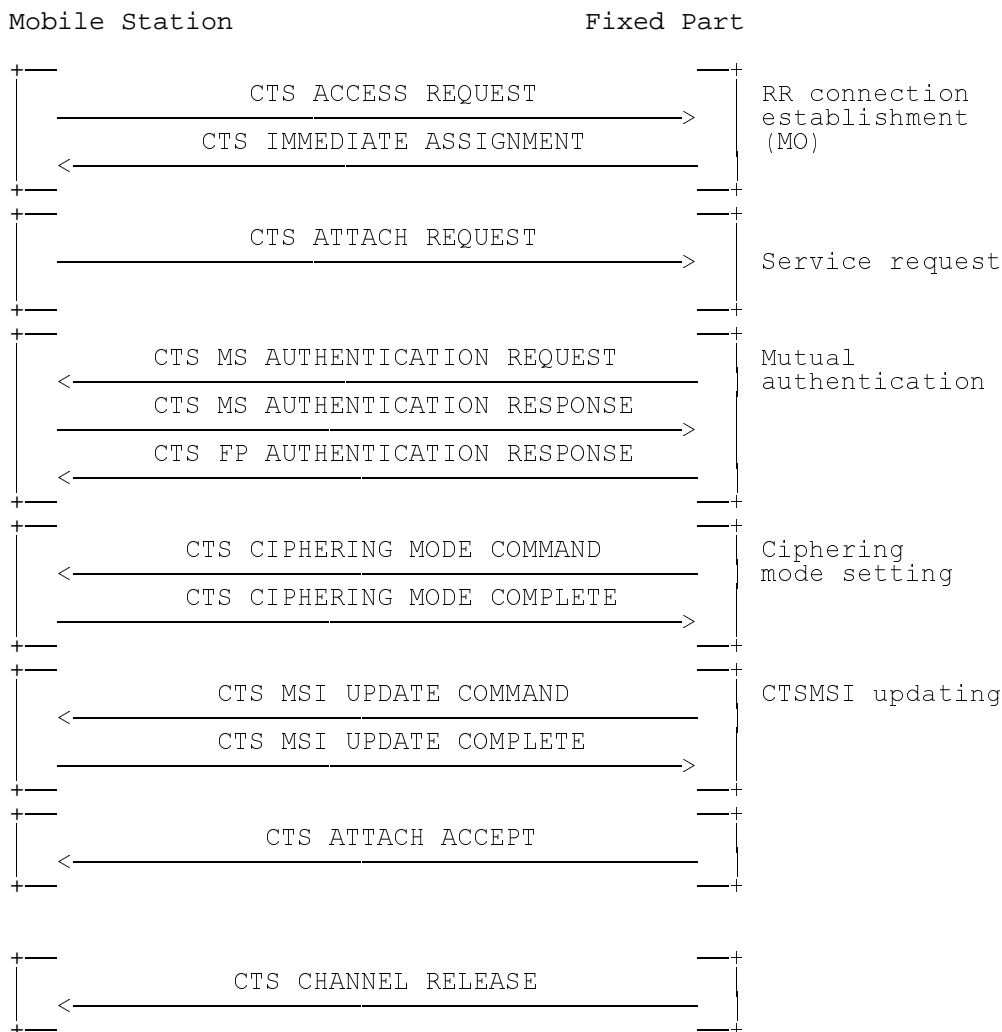 Mobile Station Fixed Part
CTS ACCESS REQUEST
RR connection
establishment
(MO)
CTS IMMEDIATE ASSIGNMENT
CTS ATTACH REQUEST
Service request
CTS MS AUTHENTICATION REQUEST
Mutual
authentication
CTS MS AUTHENTICATION RESPONSE
CTS FP AUTHENTICATION RESPONSE
CTS CIPHERING MODE COMMAND
Ciphering
mode setting
CTS CIPHERING MODE COMPLETE
CTS MSI UPDATE COMMAND
CTSMSI updating
CTS MSI UPDATE COMPLETE
CTS ATTACH ACCEPT
CTS CHANNEL RELEASE